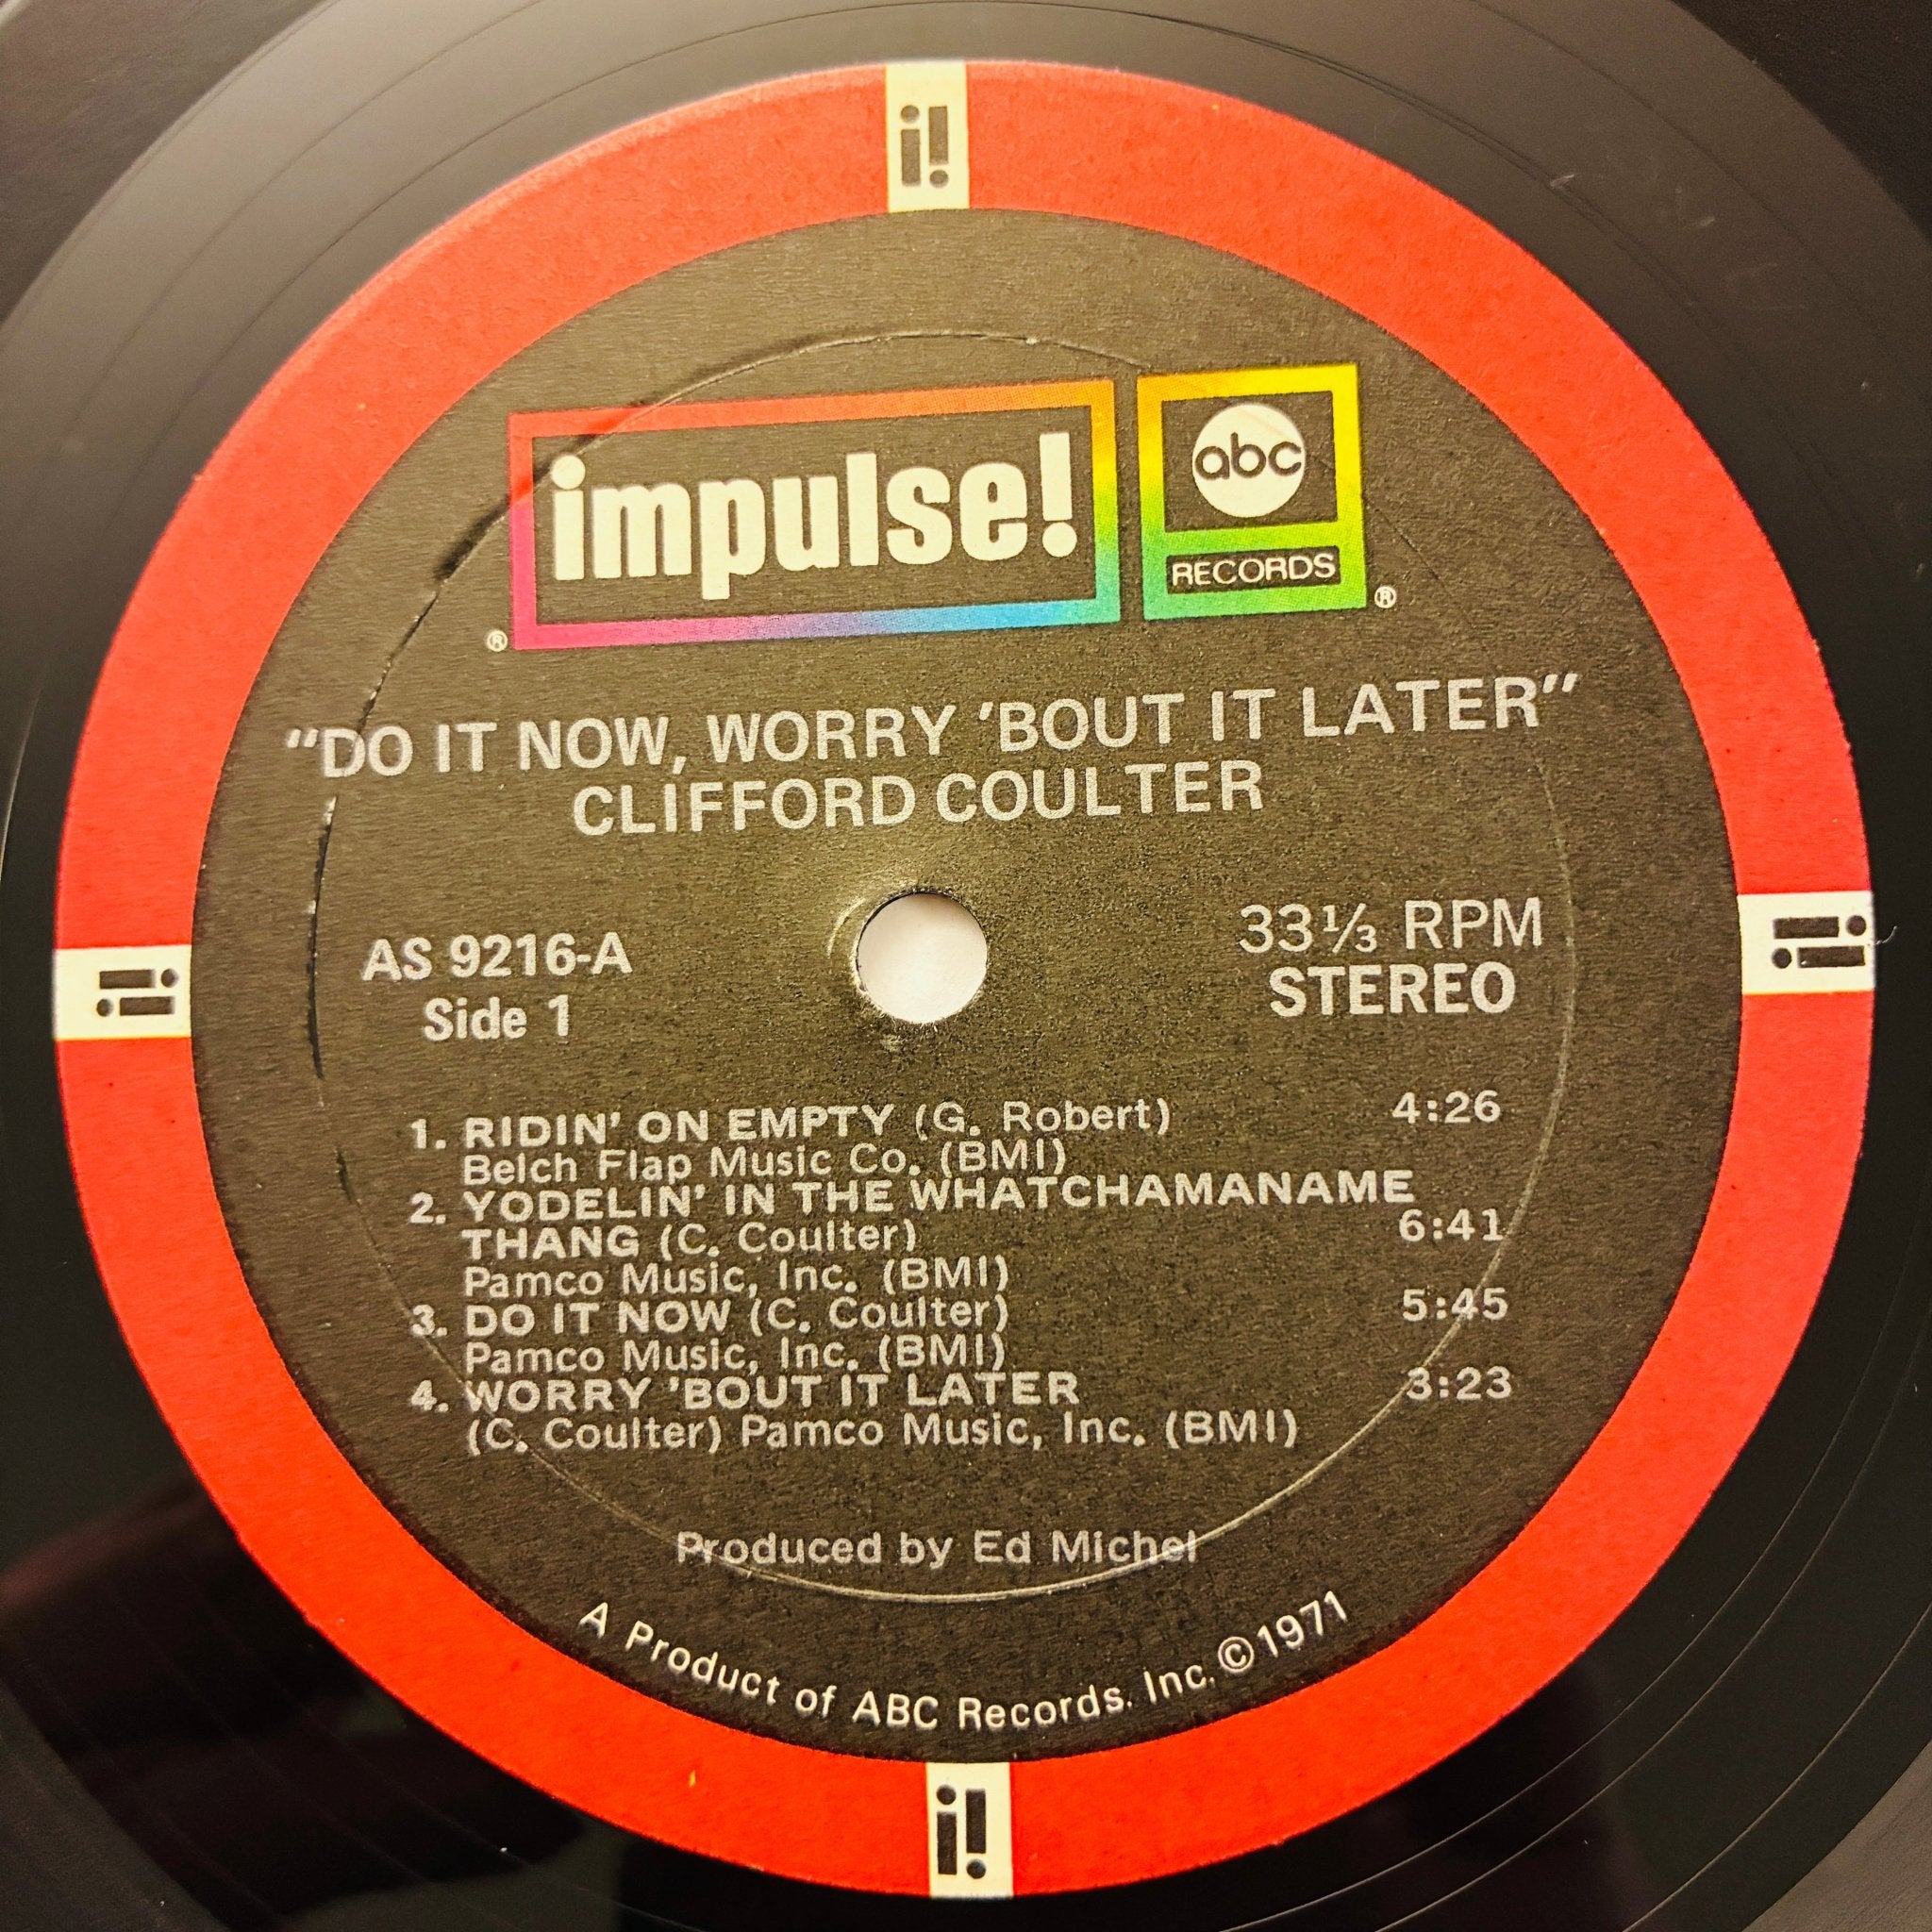 i!
impulse!
abc
RECORDS
®
®
"DO IT NOW, WORRY 'BOUT IT LATER"
CLIFFORD COULTER
AS 9216-A
Side 1
33⅓ RPM
STEREO
i!
i!
1. RIDIN' ON EMPTY (G. Robert) 4:26
Belch Flap Music Co. (BMI)
2. YODELIN' IN THE WHATCHAMANAME
THANG (C. Coulter) 6:41
Pamco Music, Inc. (BMI)
3. DO IT NOW (C. Coulter) 5:45
Pamco Music, Inc. (BMI)
4. WORRY 'BOUT IT LATER 3:23
(C. Coulter) Pamco Music, Inc. (BMI)
Produced by Ed Michel
A Product of ABC Records. Inc. © 1971
i!